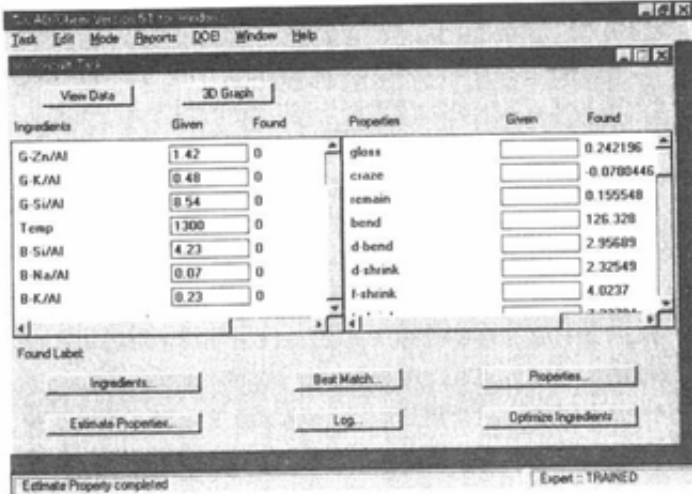 Task Edit Mode Reports DOE! Window Help
View Data 3D Graph
Ingredients Given Found Properties Given Found
G-Zn/Al 1.42 0 gloss 0.242196
G-K/Al 0.48 0 craze -0.0780446
G-Si/Al 8.54 0 remain 0.155548
Temp 1300 0 bend 126.328
B-Si/Al 4.23 0 d-bend 2.95689
B-Na/Al 0.07 0 d-shrink 2.32549
B-K/Al 0.23 0 f-shrink 4.0237
Found Label:
Ingredients... Best Match... Properties...
Estimate Properties... Log... Optimize Ingredients
Estimate Property completed Expert :: TRAINED